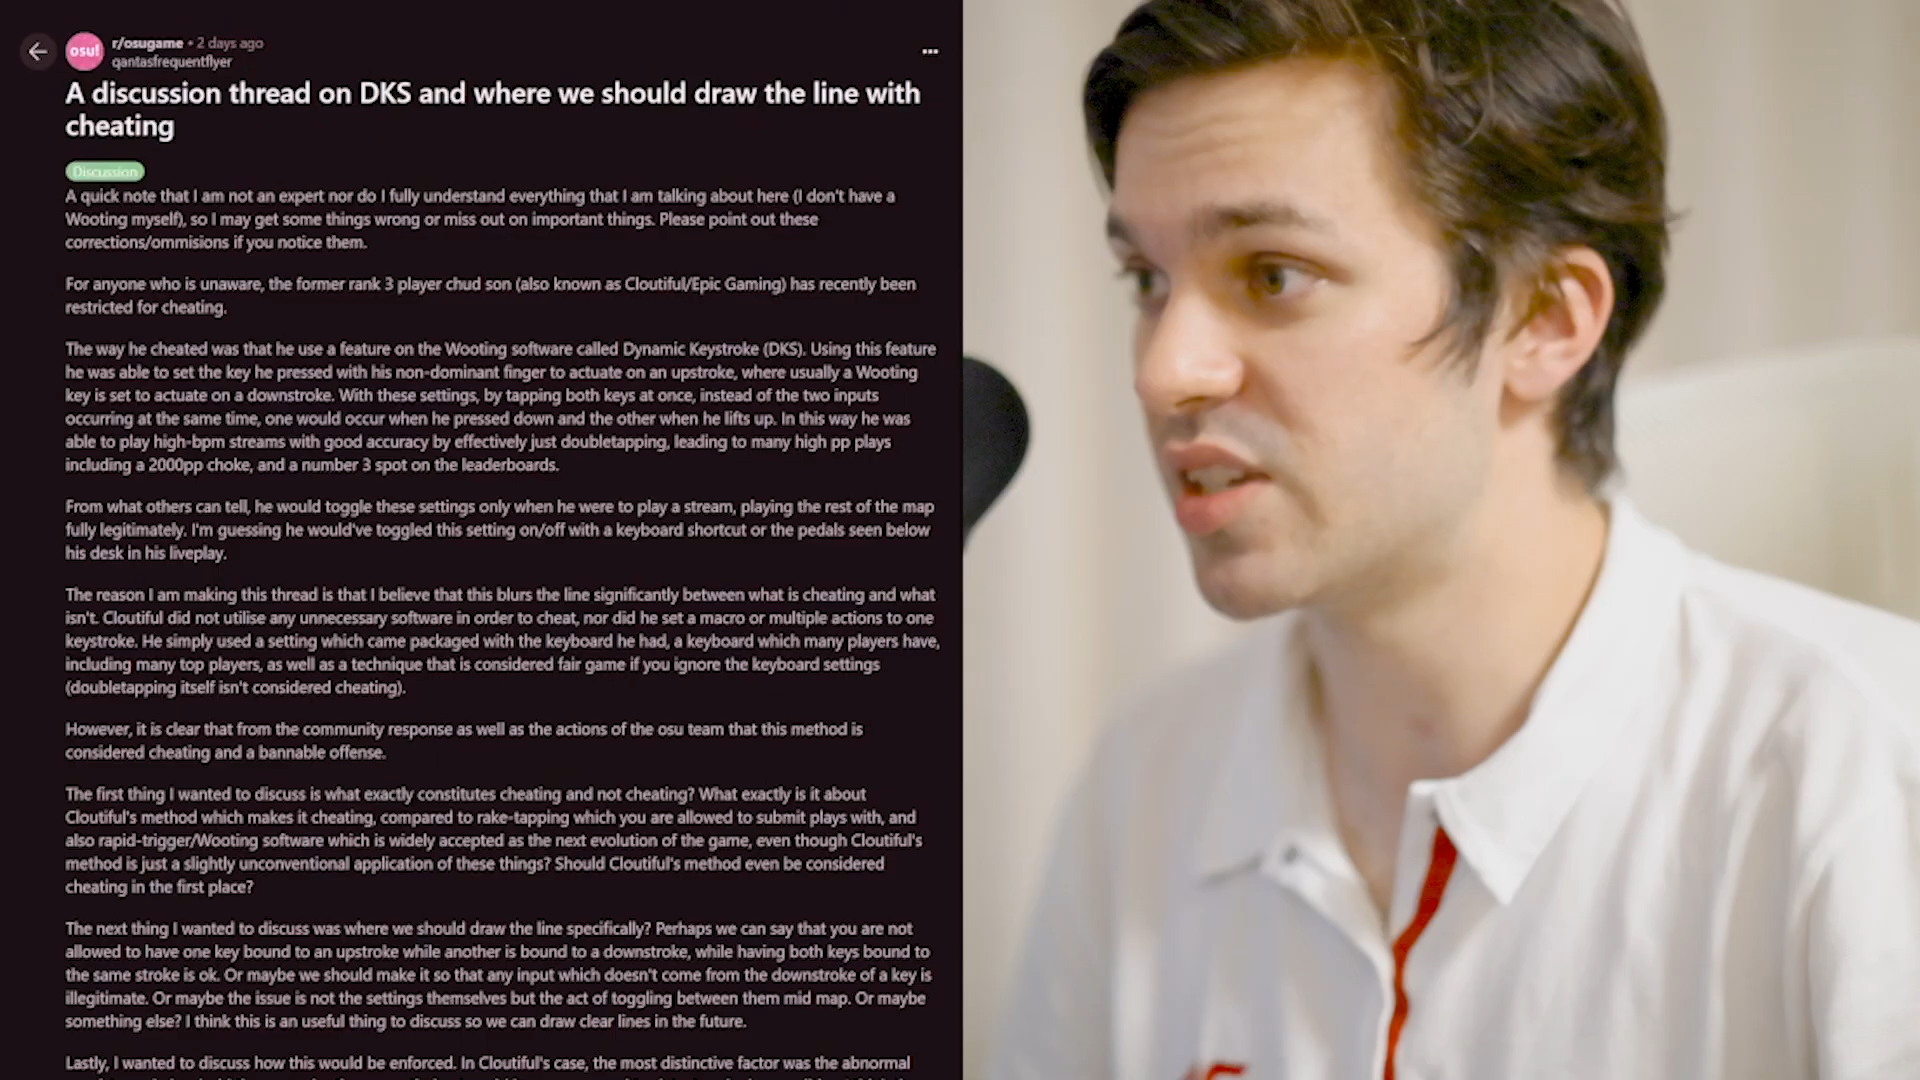 r/osugame • 2 days ago
osu!
qantasfrequentflyer
A discussion thread on DKS and where we should draw the line with
cheating
Discussion
A quick note that I am not an expert nor do I fully understand everything that I am talking about here (I don't have a
Wooting myself), so I may get some things wrong or miss out on important things. Please point out these
corrections/ommisions if you notice them.
For anyone who is unaware, the former rank 3 player chud son (also known as Cloutiful/Epic Gaming) has recently been
restricted for cheating.
The way he cheated was that he use a feature on the Wooting software called Dynamic Keystroke (DKS). Using this feature
he was able to set the key he pressed with his non-dominant finger to actuate on an upstroke, where usually a Wooting
key is set to actuate on a downstroke. With these settings, by tapping both keys at once, instead of the two inputs
occurring at the same time, one would occur when he pressed down and the other when he lifts up. In this way he was
able to play high-bpm streams with good accuracy by effectively just doubletapping, leading to many high pp plays
including a 2000pp choke, and a number 3 spot on the leaderboards.
From what others can tell, he would toggle these settings only when he were to play a stream, playing the rest of the map
fully legitimately. I'm guessing he would've toggled this setting on/off with a keyboard shortcut or the pedals seen below
his desk in his liveplay.
The reason I am making this thread is that I believe that this blurs the line significantly between what is cheating and what
isn't. Cloutiful did not utilise any unnecessary software in order to cheat, nor did he set a macro or multiple actions to one
keystroke. He simply used a setting which came packaged with the keyboard he had, a keyboard which many players have,
including many top players, as well as a technique that is considered fair game if you ignore the keyboard settings
(doubletapping itself isn't considered cheating).
However, it is clear that from the community response as well as the actions of the osu team that this method is
considered cheating and a bannable offense.
The first thing I wanted to discuss is what exactly constitutes cheating and not cheating? What exactly is it about
Cloutiful's method which makes it cheating, compared to rake-tapping which you are allowed to submit plays with, and
also rapid-trigger/Wooting software which is widely accepted as the next evolution of the game, even though Cloutiful's
method is just a slightly unconventional application of these things? Should Cloutiful's method even be considered
cheating in the first place?
The next thing I wanted to discuss was where we should draw the line specifically? Perhaps we can say that you are not
allowed to have one key bound to an upstroke while another is bound to a downstroke, while having both keys bound to
the same stroke is ok. Or maybe we should make it so that any input which doesn't come from the downstroke of a key is
illegitimate. Or maybe the issue is not the settings themselves but the act of toggling between them mid map. Or maybe
something else? I think this is an useful thing to discuss so we can draw clear lines in the future.
Lastly, I wanted to discuss how this would be enforced. In Cloutiful's case, the most distinctive factor was the abnormal